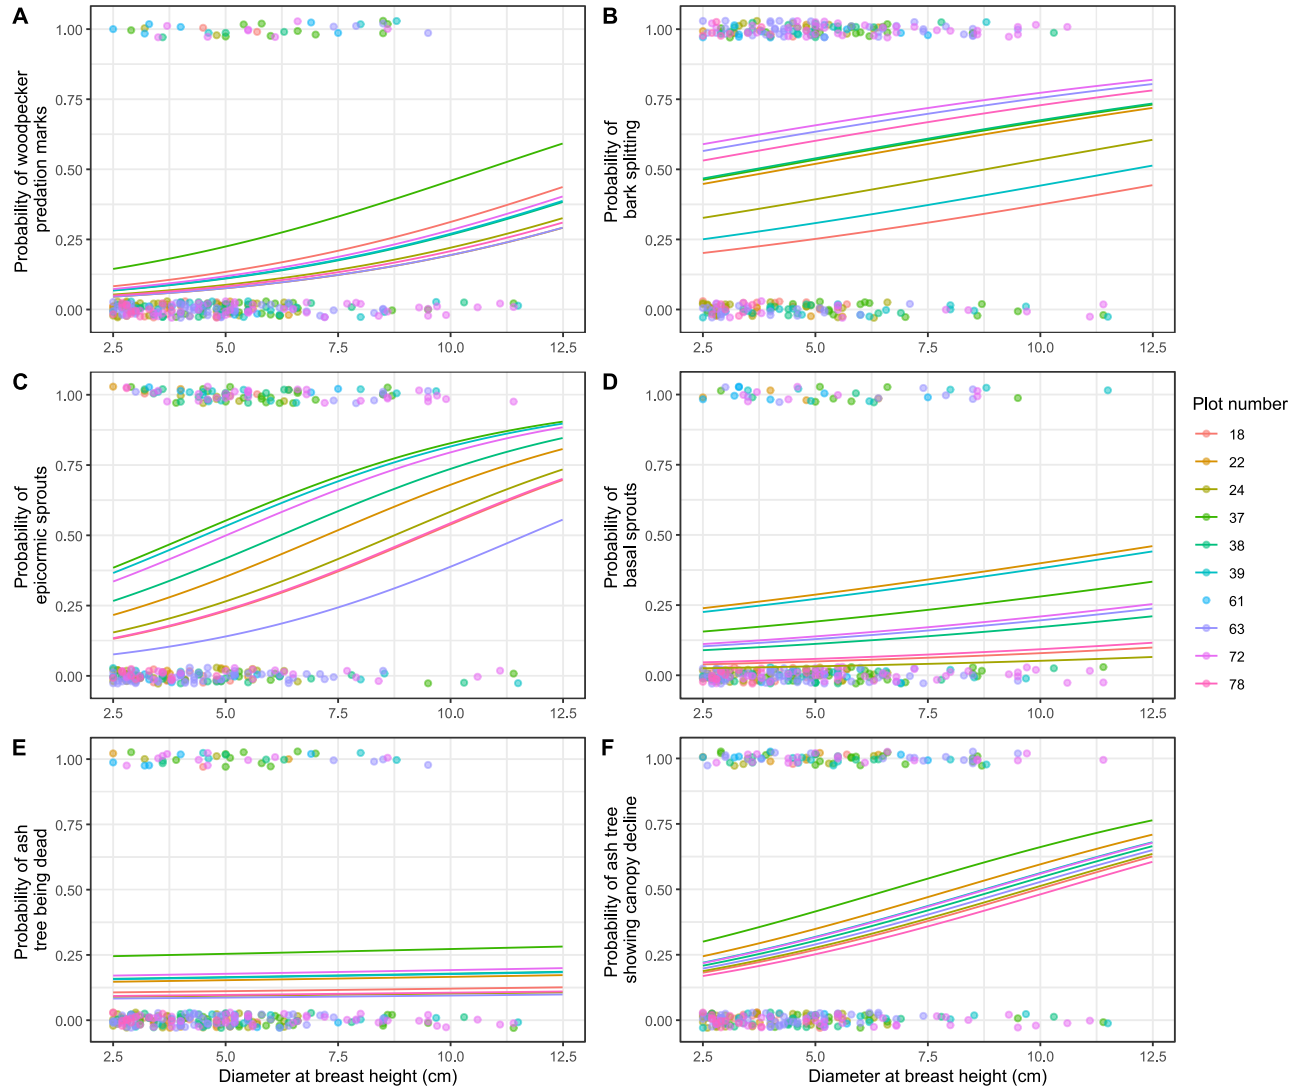 A
Probability of woodpecker
predation marks
1.00
0.75
0.50
0.25
0.00
2.5 5.0 7.5 10.0 12.5
B
Probability of
bark splitting
1.00
0.75
0.50
0.25
0.00
2.5 5.0 7.5 10.0 12.5
C
Probability of
epicormic sprouts
1.00
0.75
0.50
0.25
0.00
2.5 5.0 7.5 10.0 12.5
D
Probability of
basal sprouts
1.00
0.75
0.50
0.25
0.00
2.5 5.0 7.5 10.0 12.5
E
Probability of ash
tree being dead
1.00
0.75
0.50
0.25
0.00
2.5 5.0 7.5 10.0 12.5
Diameter at breast height (cm)
F
Probability of ash tree
showing canopy decline
1.00
0.75
0.50
0.25
0.00
2.5 5.0 7.5 10.0 12.5
Diameter at breast height (cm)
Plot number
18
22
24
37
38
39
61
63
72
78